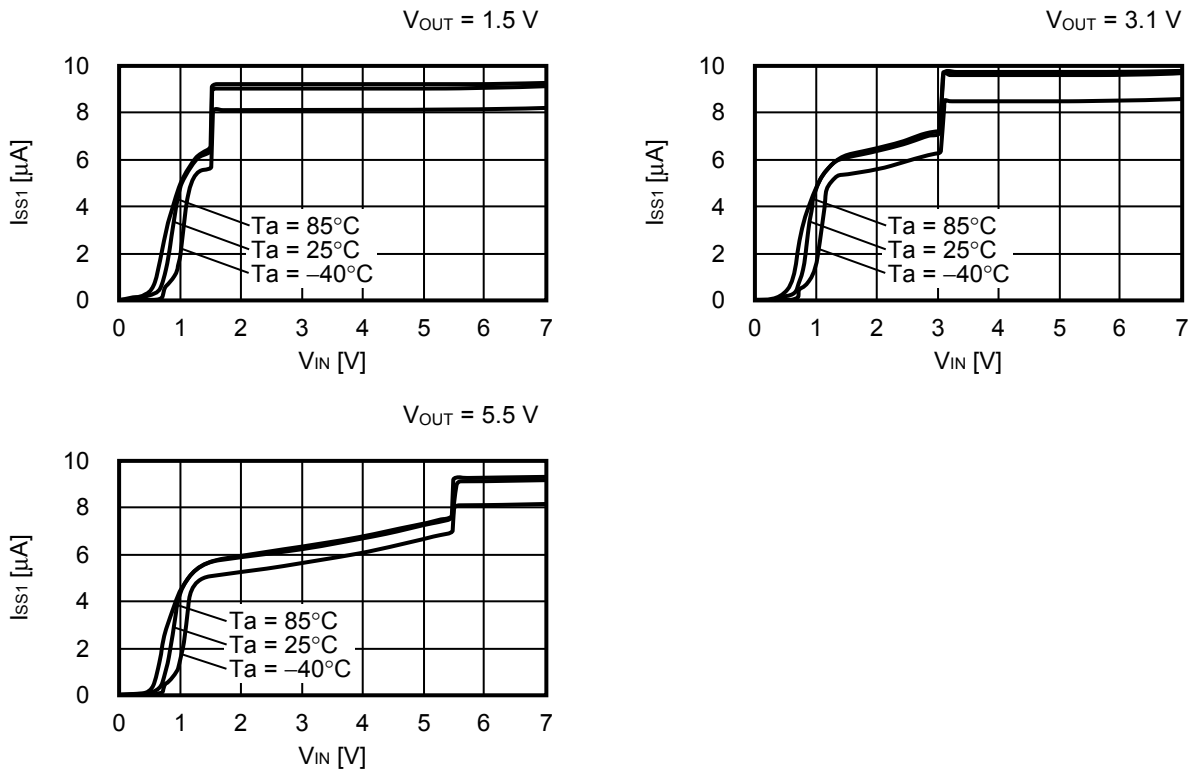 VOUT = 1.5 V
10
8
6
4
2
0
ISS1 [μA]
Ta = 85°C
Ta = 25°C
Ta = −40°C
0 1 2 3 4 5 6 7
VIN [V]
VOUT = 3.1 V
10
8
6
4
2
0
ISS1 [μA]
Ta = 85°C
Ta = 25°C
Ta = −40°C
0 1 2 3 4 5 6 7
VIN [V]
VOUT = 5.5 V
10
8
6
4
2
0
ISS1 [μA]
Ta = 85°C
Ta = 25°C
Ta = −40°C
0 1 2 3 4 5 6 7
VIN [V]